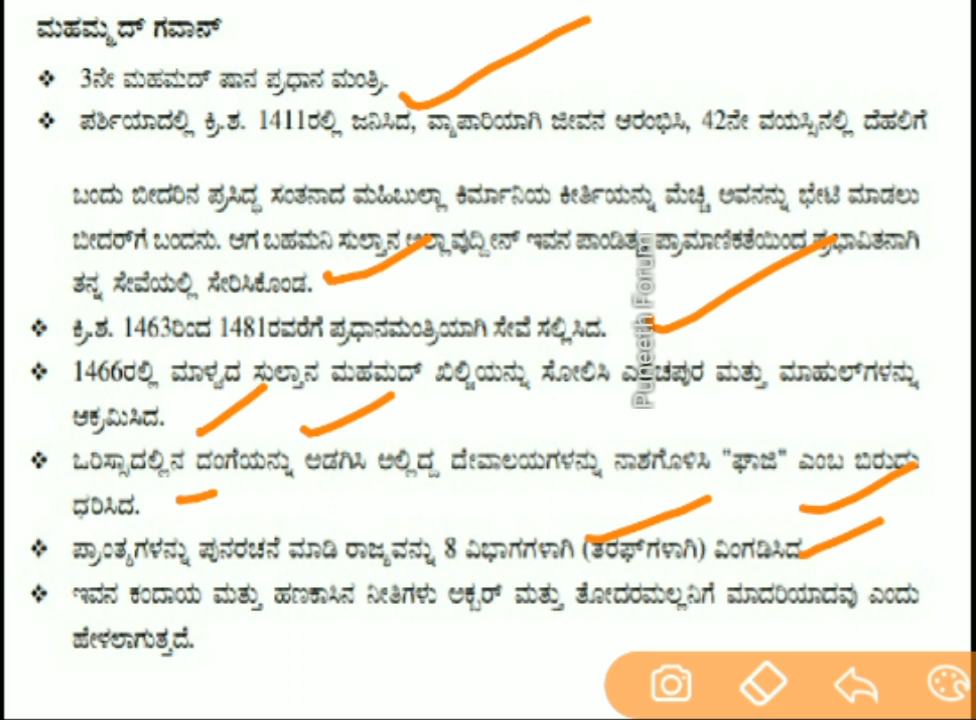 ಮಹಮ್ಮದ್ ಗವಾನ್
❖ 3ನೇ ಮಹಮದ್ ಷಾನ ಪ್ರಧಾನ ಮಂತ್ರಿ.
❖ ಪರ್ಶಿಯಾದಲ್ಲಿ ಕ್ರಿ.ಶ. 1411ರಲ್ಲಿ ಜನಿಸಿದ, ವ್ಯಾಪಾರಿಯಾಗಿ ಜೀವನ ಆರಂಭಿಸಿ, 42ನೇ ವಯಸ್ಸಿನಲ್ಲಿ ದೆಹಲಿಗೆ
ಬಂದು ಬೀದರಿನ ಪ್ರಸಿದ್ಧ ಸಂತನಾದ ಮಹಿಬುಲ್ಲಾ ಕಿರ್ಮಾನಿಯ ಕೀರ್ತಿಯನ್ನು ಮೆಚ್ಚಿ ಅವನನ್ನು ಭೇಟಿ ಮಾಡಲು
ಬೀದರ್‌ಗೆ ಬಂದನು. ಆಗ ಬಹಮನಿ ಸುಲ್ತಾನ ಅಲ್ಲಾವುದ್ದೀನ್ ಇವನ ಪಾಂಡಿತ್ಯ ಪ್ರಾಮಾಣಿಕತೆಯಿಂದ ಪ್ರಭಾವಿತನಾಗಿ
ತನ್ನ ಸೇವೆಯಲ್ಲಿ ಸೇರಿಸಿಕೊಂಡ.
❖ ಕ್ರಿ.ಶ. 1463ರಿಂದ 1481ರವರೆಗೆ ಪ್ರಧಾನಮಂತ್ರಿಯಾಗಿ ಸೇವೆ ಸಲ್ಲಿಸಿದ.
❖ 1466ರಲ್ಲಿ ಮಾಳ್ವದ ಸುಲ್ತಾನ ಮಹಮದ್ ಖಿಲ್ಜಿಯನ್ನು ಸೋಲಿಸಿ ಮತ್ತು ಮಾಹುಲ್‌ಗಳನ್ನು
ಆಕ್ರಮಿಸಿದ.
❖ ಒರಿಸ್ಸಾದಲ್ಲಿನ ದಂಗೆಯನ್ನು ಅಡಗಿಸಿ ಅಲ್ಲಿದ್ದ ದೇವಾಲಯಗಳನ್ನು ನಾಶಗೊಳಿಸಿ "ಘಾಜಿ" ಎಂಬ ಬಿರುದು
ಧರಿಸಿದ.
❖ ಪ್ರಾಂತ್ಯಗಳನ್ನು ಪುನರಚನೆ ಮಾಡಿ ರಾಜ್ಯವನ್ನು 8 ವಿಭಾಗಗಳಾಗಿ (ತರಫ್‌ಗಳಾಗಿ) ವಿಂಗಡಿಸಿದ
❖ ಇವನ ಕಂದಾಯ ಮತ್ತು ಹಣಕಾಸಿನ ನೀತಿಗಳು ಅಕ್ಬರ್ ಮತ್ತು ತೋದರಮಲ್ಲನಿಗೆ ಮಾದರಿಯಾದವು ಎಂದು
ಹೇಳಲಾಗುತ್ತದೆ.
Puneeth Forum